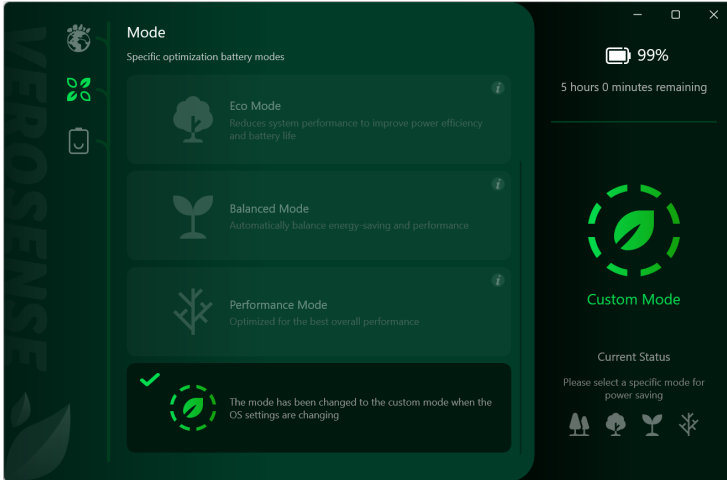 VEROSENSE
Mode
Specific optimization battery modes
Eco Mode
Reduces system performance to improve power efficiency
and battery life
Balanced Mode
Automatically balance energy-saving and performance
Performance Mode
Optimized for the best overall performance
The mode has been changed to the custom mode when the
OS settings are changing
99%
5 hours 0 minutes remaining
Custom Mode
Current Status
Please select a specific mode for
power saving